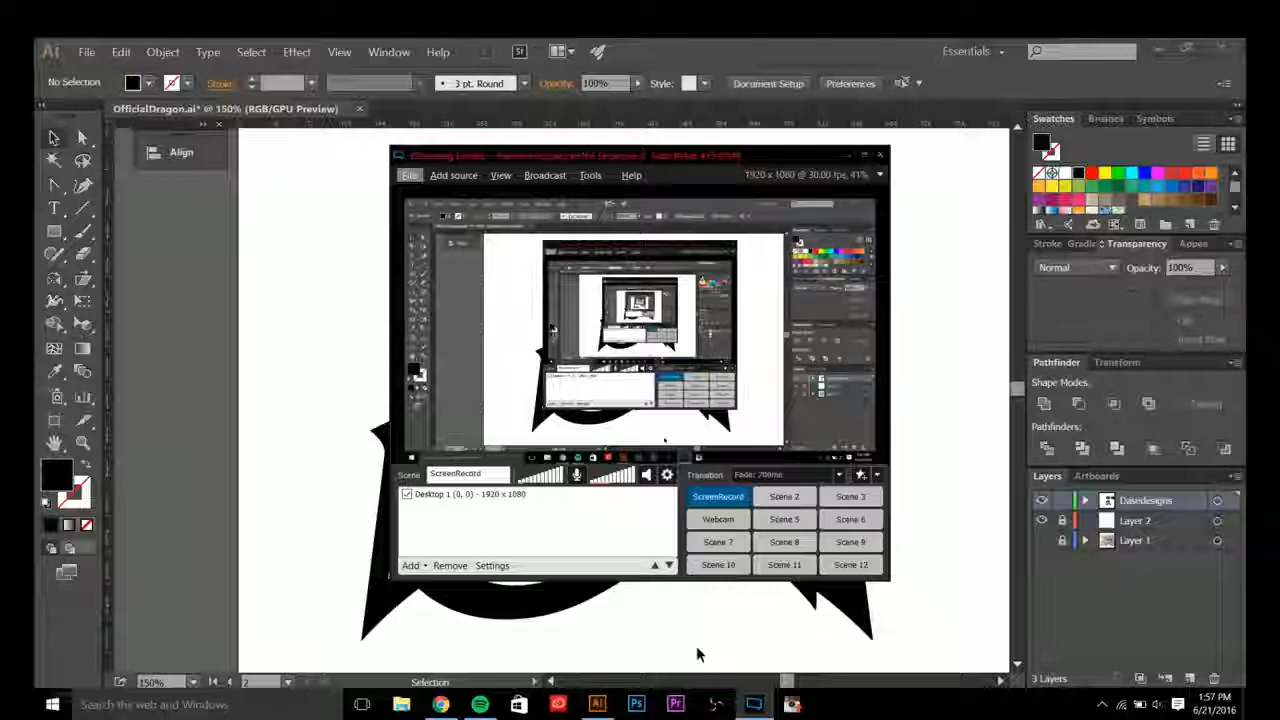 Ai File Edit Object Type Select Effect View Window Help St Essentials
No Selection Stroke: 3 pt. Round Opacity: 100% Style: Document Setup Preferences
OfficialDragon.ai* @ 150% (RGB/GPU Preview)
Align
File Add source View Broadcast Tools Help 1920 x 1080 @ 30.00 fps, 41%
Scene ScreenRecord Transition Fade: 700ms
Desktop 1 (0, 0) - 1920 x 1080
ScreenRecord Scene 2 Scene 3
Webcam Scene 5 Scene 6
Scene 7 Scene 8 Scene 9
Scene 10 Scene 11 Scene 12
Add Remove Settings
Swatches Brushes Symbols
Stroke Gradie Transparency Appea
Normal Opacity: 100%
Pathfinder Transform
Shape Modes:
Pathfinders:
Layers Artboards
Dasedesigns
Layer 2
Layer 1
3 Layers
150% 2 Selection
Search the web and Windows
Ai Ps Pr
1:57 PM
6/21/2016